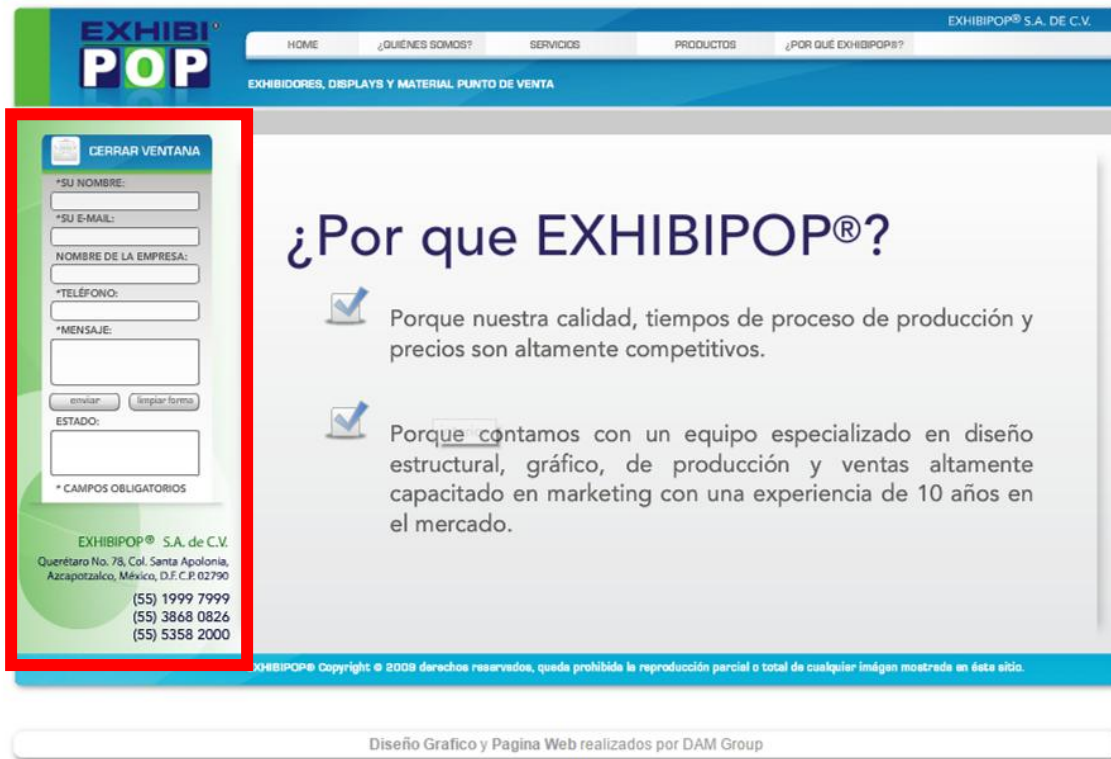 EXHIBIPOP® S.A. DE C.V.
EXHIBI®
POP
HOME ¿QUIÉNES SOMOS? SERVICIOS PRODUCTOS ¿POR QUÉ EXHIBIPOP®?
EXHIBIDORES, DISPLAYS Y MATERIAL PUNTO DE VENTA
CERRAR VENTANA
*SU NOMBRE:
*SU E-MAIL:
NOMBRE DE LA EMPRESA:
*TELÉFONO:
*MENSAJE:
enviar limpiar forma
ESTADO:
* CAMPOS OBLIGATORIOS
EXHIBIPOP® S.A. de C.V.
Querétaro No. 78, Col. Santa Apolonia,
Azcapotzalco, México, D.F. C.P. 02790
(55) 1999 7999
(55) 3868 0826
(55) 5358 2000
¿Por que EXHIBIPOP®?
Porque nuestra calidad, tiempos de proceso de producción y
precios son altamente competitivos.
Porque contamos con un equipo especializado en diseño
estructural, gráfico, de producción y ventas altamente
capacitado en marketing con una experiencia de 10 años en
el mercado.
EXHIBIPOP® Copyright © 2009 derechos reservados, queda prohibida la reproducción parcial o total de cualquier imágen mostrada en ésta sitio.
Diseño Grafico y Pagina Web realizados por DAM Group